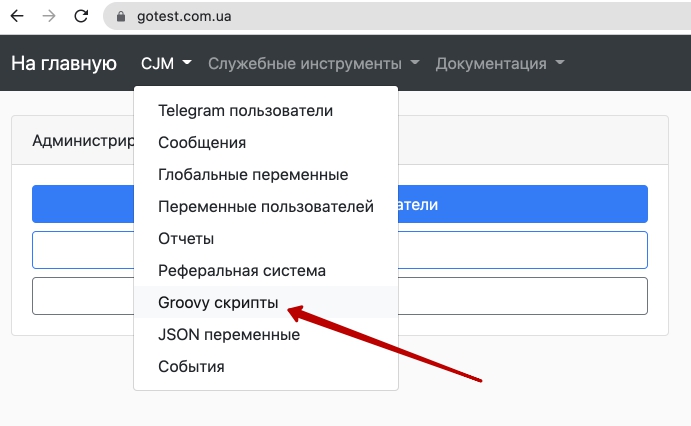 gotest.com.ua
На главную CJM Служебные инструменты Документация
Telegram пользователи
Администрир
Сообщения
Глобальные переменные
Переменные пользователей
атели
Отчеты
Реферальная система
Groovy скрипты
JSON переменные
События